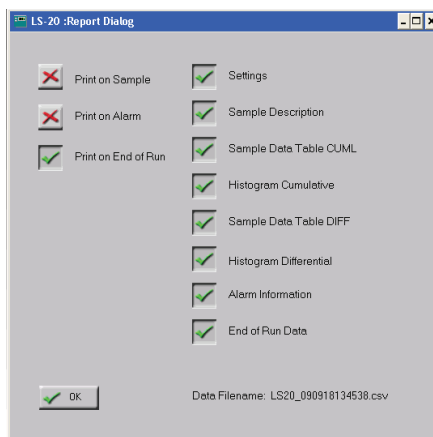 LS-20 :Report Dialog
Print on Sample
Print on Alarm
Print on End of Run
Settings
Sample Description
Sample Data Table CUML
Histogram Cumulative
Sample Data Table DIFF
Histogram Differential
Alarm Information
End of Run Data
OK
Data Filename: LS20_090918134538.csv